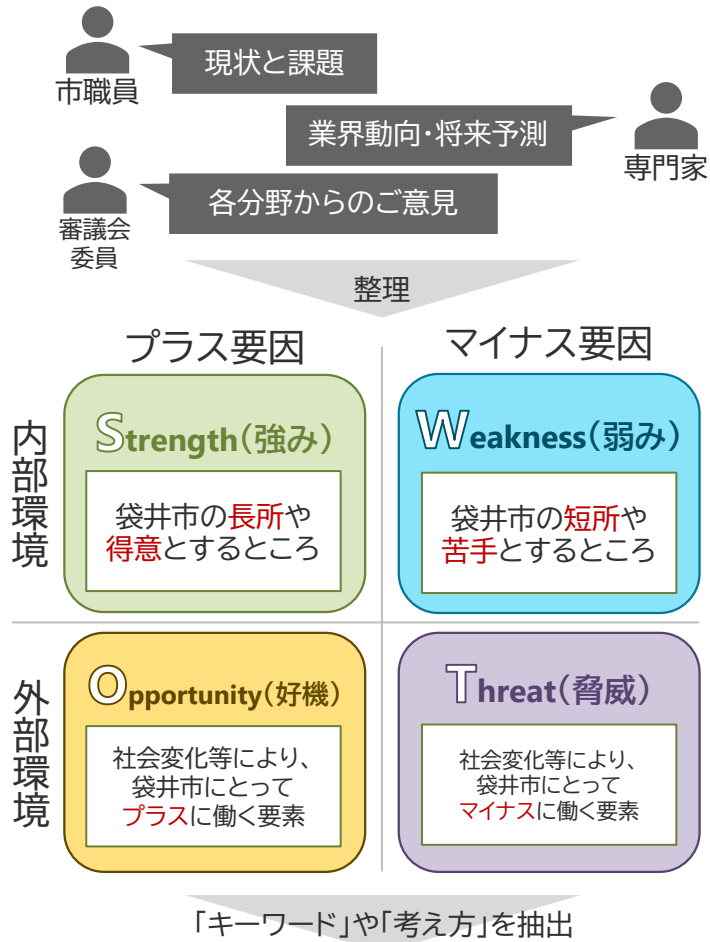 市職員
現状と課題
業界動向・将来予測
専門家
審議会
委員
各分野からのご意見
整理
プラス要因
マイナス要因
内部環境
Strength(強み)
袋井市の長所や
得意とするところ
Weakness(弱み)
袋井市の短所や
苦手とするところ
外部環境
Opportunity(好機)
社会変化等により、
袋井市にとって
プラスに働く要素
Threat(脅威)
社会変化等により、
袋井市にとって
マイナスに働く要素
「キーワード」や「考え方」を抽出